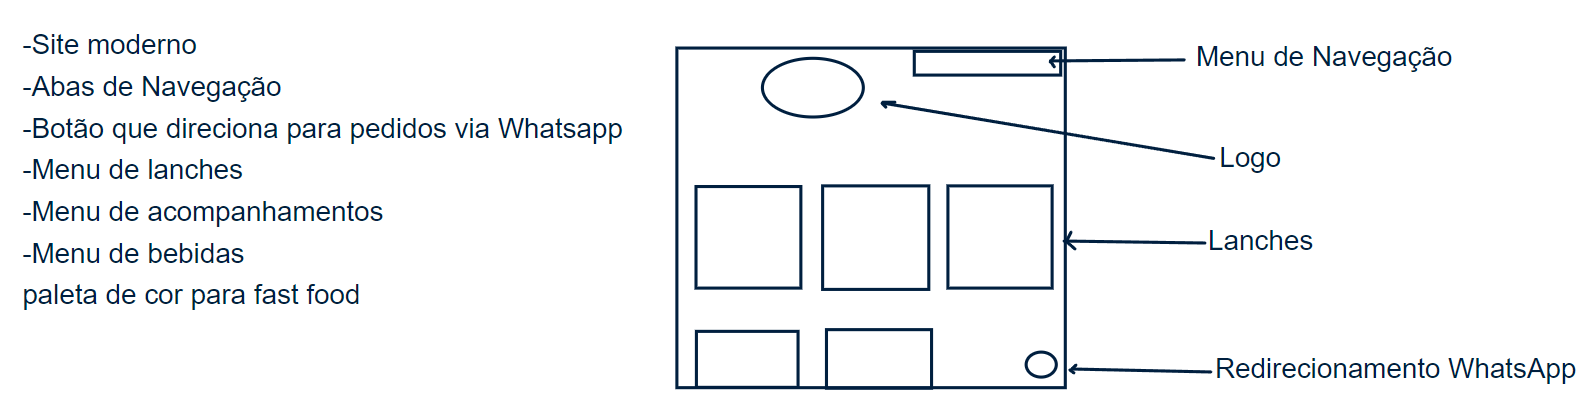 -Site moderno
-Abas de Navegação
-Botão que direciona para pedidos via Whatsapp
-Menu de lanches
-Menu de acompanhamentos
-Menu de bebidas
paleta de cor para fast food
Menu de Navegação
Logo
Lanches
Redirecionamento WhatsApp